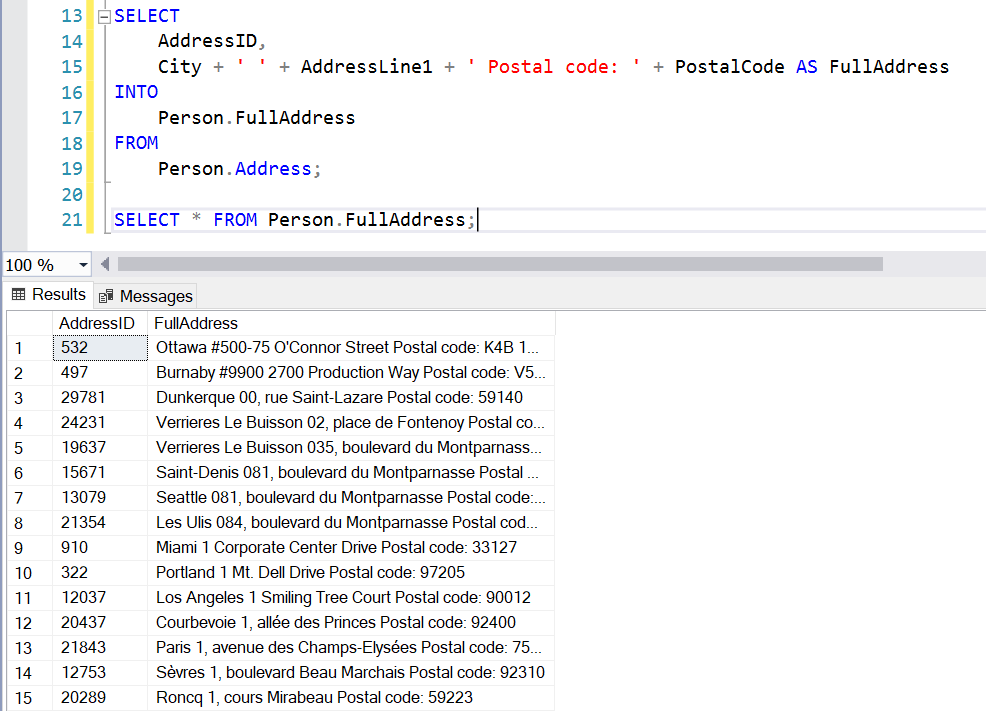 13 SELECT
14 AddressID,
15 City + ' ' + AddressLine1 + ' Postal code: ' + PostalCode AS FullAddress
16 INTO
17 Person.FullAddress
18 FROM
19 Person.Address;
20
21 SELECT * FROM Person.FullAddress;
100 %
Results Messages
AddressID FullAddress
1 532 Ottawa #500-75 O'Connor Street Postal code: K4B 1...
2 497 Burnaby #9900 2700 Production Way Postal code: V5...
3 29781 Dunkerque 00, rue Saint-Lazare Postal code: 59140
4 24231 Verrieres Le Buisson 02, place de Fontenoy Postal co...
5 19637 Verrieres Le Buisson 035, boulevard du Montparnass...
6 15671 Saint-Denis 081, boulevard du Montparnasse Postal ...
7 13079 Seattle 081, boulevard du Montparnasse Postal code:...
8 21354 Les Ulis 084, boulevard du Montparnasse Postal cod...
9 910 Miami 1 Corporate Center Drive Postal code: 33127
10 322 Portland 1 Mt. Dell Drive Postal code: 97205
11 12037 Los Angeles 1 Smiling Tree Court Postal code: 90012
12 20437 Courbevoie 1, allée des Princes Postal code: 92400
13 21843 Paris 1, avenue des Champs-Elysées Postal code: 75...
14 12753 Sèvres 1, boulevard Beau Marchais Postal code: 92310
15 20289 Roncq 1, cours Mirabeau Postal code: 59223